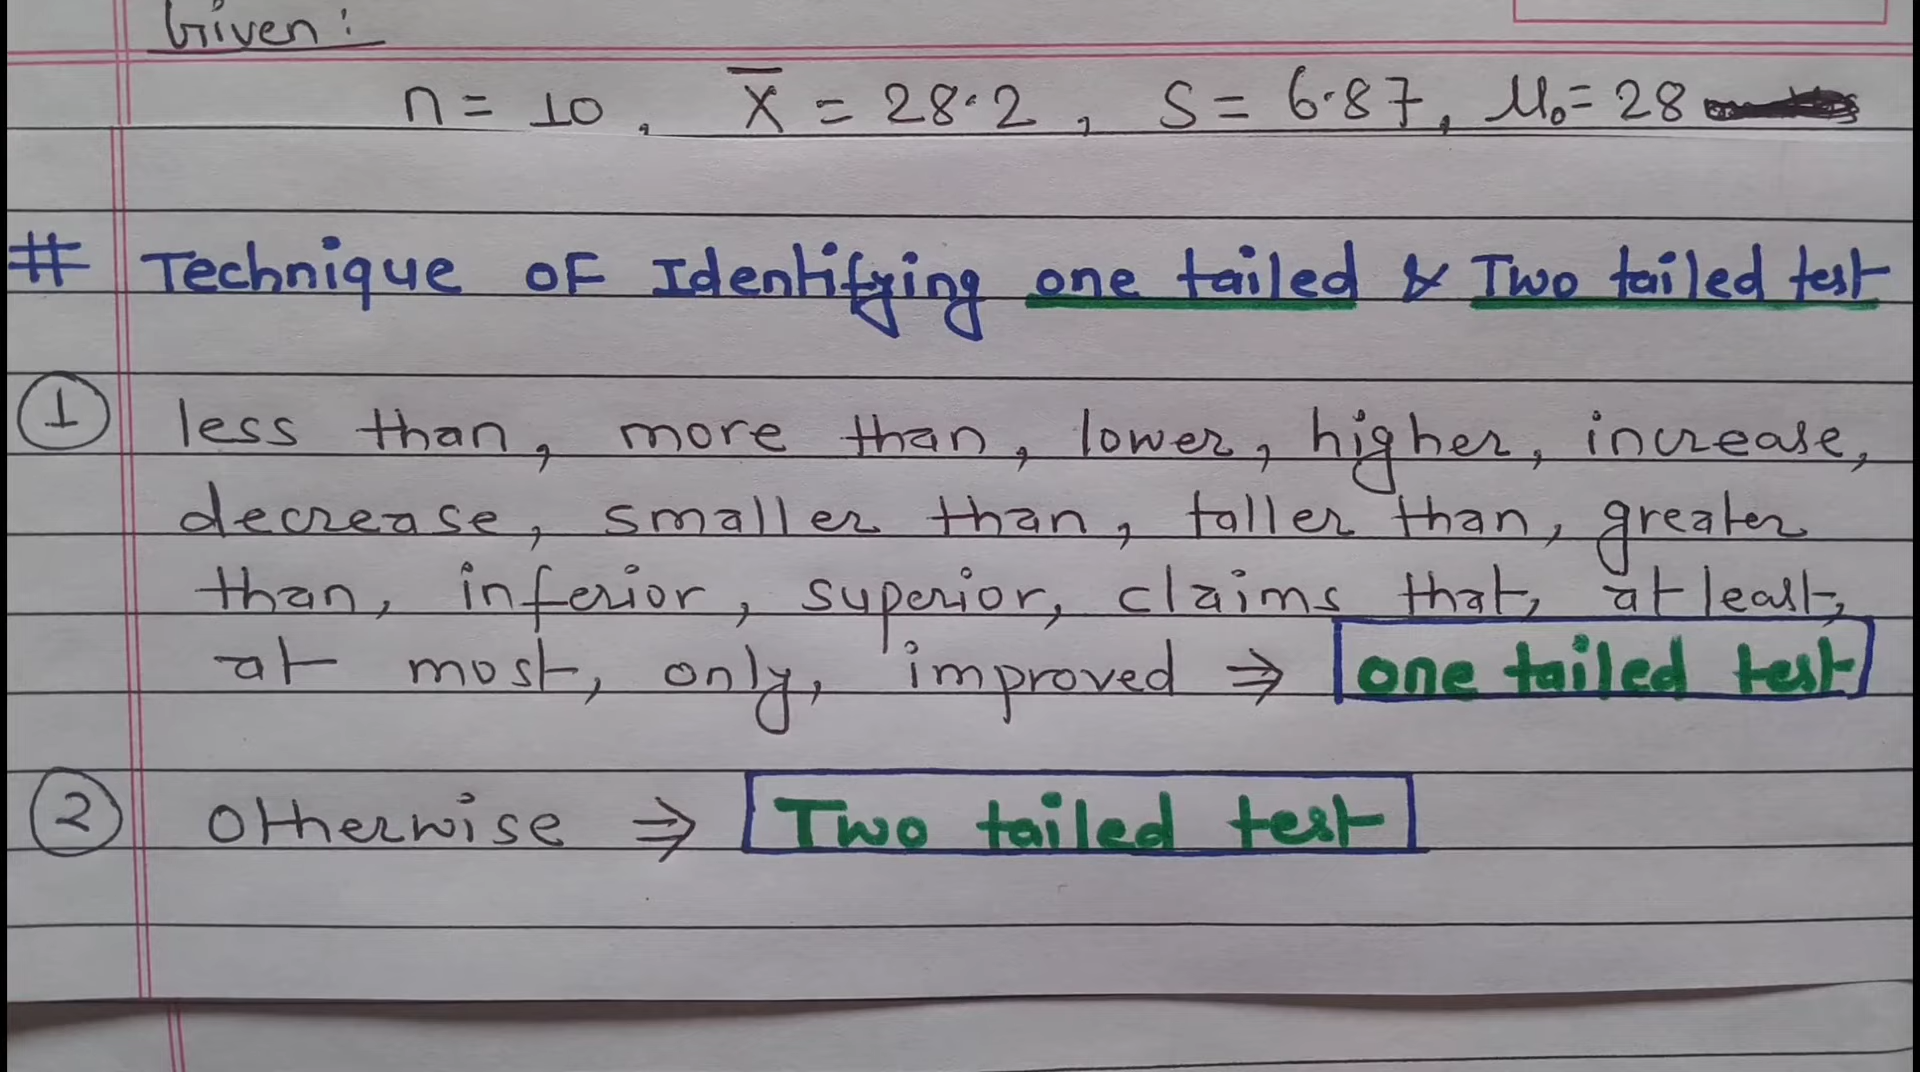 Given:
n = 10, X̅ = 28.2, S = 6.87, μ₀ = 28
# Technique OF Identifying one tailed & Two tailed test
① less than, more than, lower, higher, increase,
decrease, smaller than, taller than, greater
than, inferior, superior, claims that, at least,
at most, only, improved ⇒ one tailed test
② Otherwise ⇒ Two tailed test